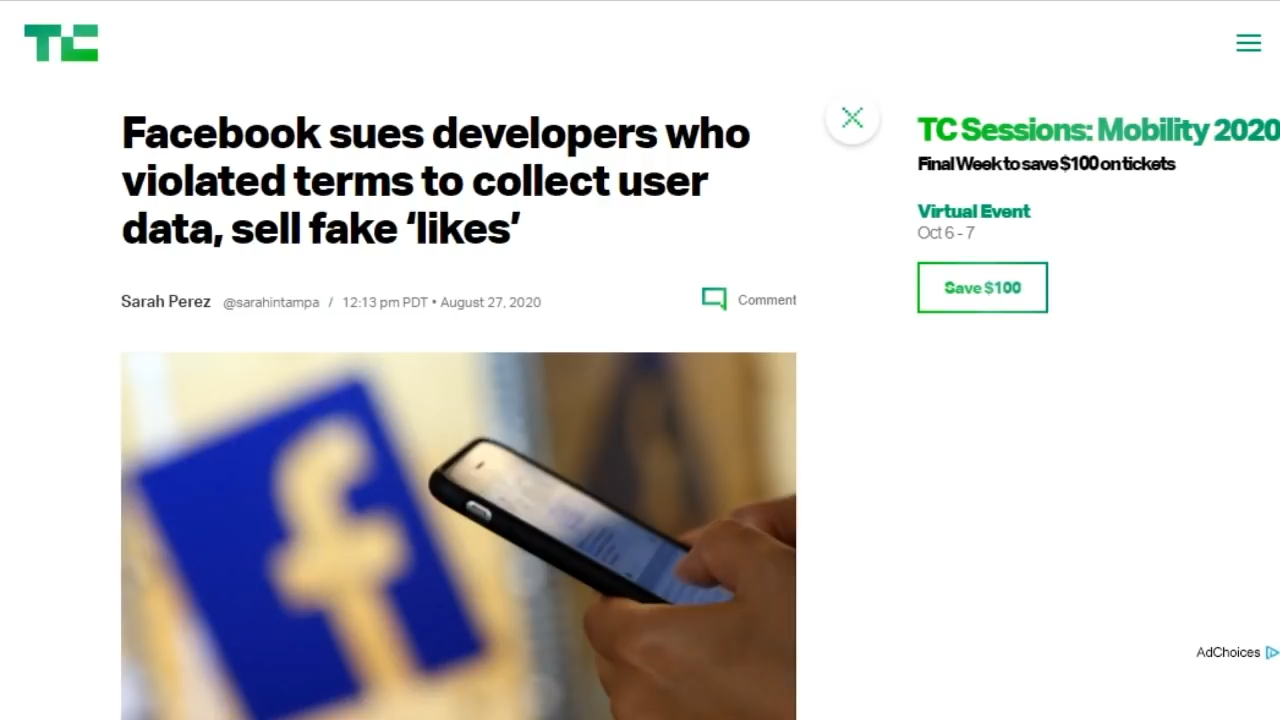 TC
Facebook sues developers who
violated terms to collect user
data, sell fake ‘likes’
Sarah Perez @sarahintampa / 12:13 pm PDT • August 27, 2020
Comment
TC Sessions: Mobility 2020
Final Week to save $100 on tickets
Virtual Event
Oct 6 - 7
Save $100
AdChoices